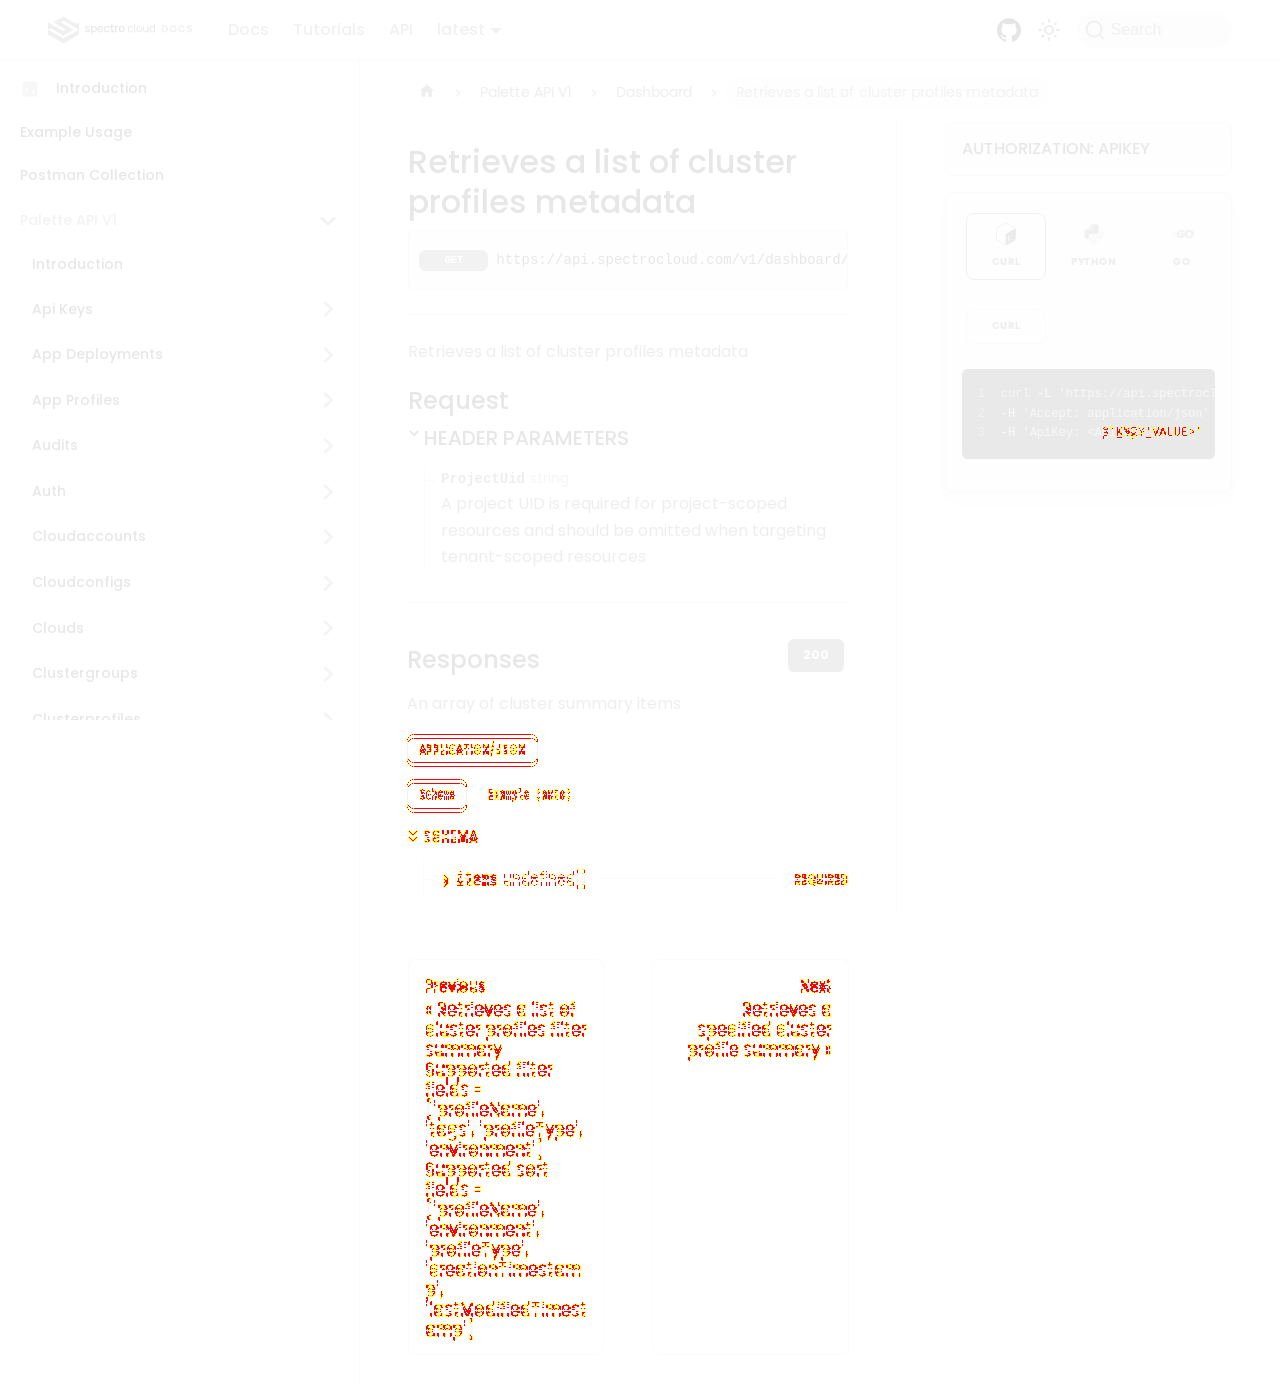 spectro cloud DOCS
Docs Tutorials API latest
Search
Introduction
Example Usage
Postman Collection
Palette API V1
Introduction
Api Keys
App Deployments
App Profiles
Audits
Auth
Cloudaccounts
Cloudconfigs
Clouds
Clustergroups
Clusterprofiles
Palette API V1 › Dashboard › Retrieves a list of cluster profiles metadata
Retrieves a list of cluster
profiles metadata
GET https://api.spectrocloud.com/v1/dashboard/
Retrieves a list of cluster profiles metadata
Request
HEADER PARAMETERS
ProjectUid string
A project UID is required for project-scoped
resources and should be omitted when targeting
tenant-scoped resources
Responses
200
An array of cluster summary items
APPLICATION/JSON
Schema Example (auto)
SCHEMA
items undefined[] REQUIRED
Previous
« Retrieves a list of
cluster profiles filter
summary
Supported filter
fields =
['profileName',
'tags', 'profileType',
'environment'],
Supported sort
fields =
['profileName',
'environment',
'profileType',
'creationTimestam
p',
'lastModifiedTimest
amp'],
Next
Retrieves a
specified cluster
profile summary »
AUTHORIZATION: APIKEY
CURL PYTHON GO
GO
CURL
1 curl -L 'https://api.spectrocl
2 -H 'Accept: application/json'
3 -H 'ApiKey: